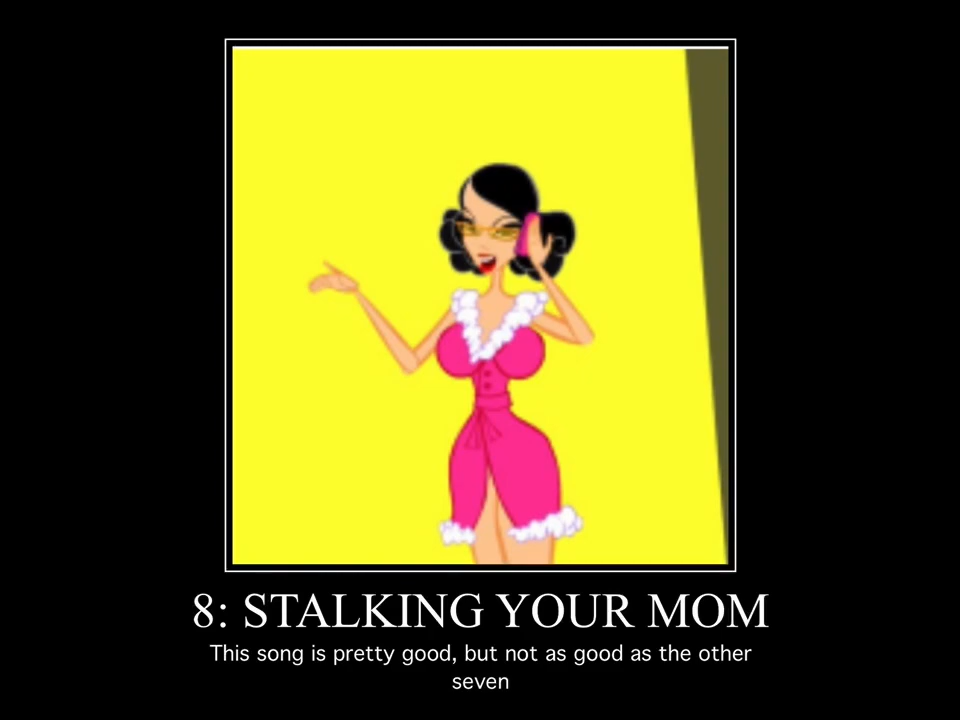 8: STALKING YOUR MOM
This song is pretty good, but not as good as the other
seven